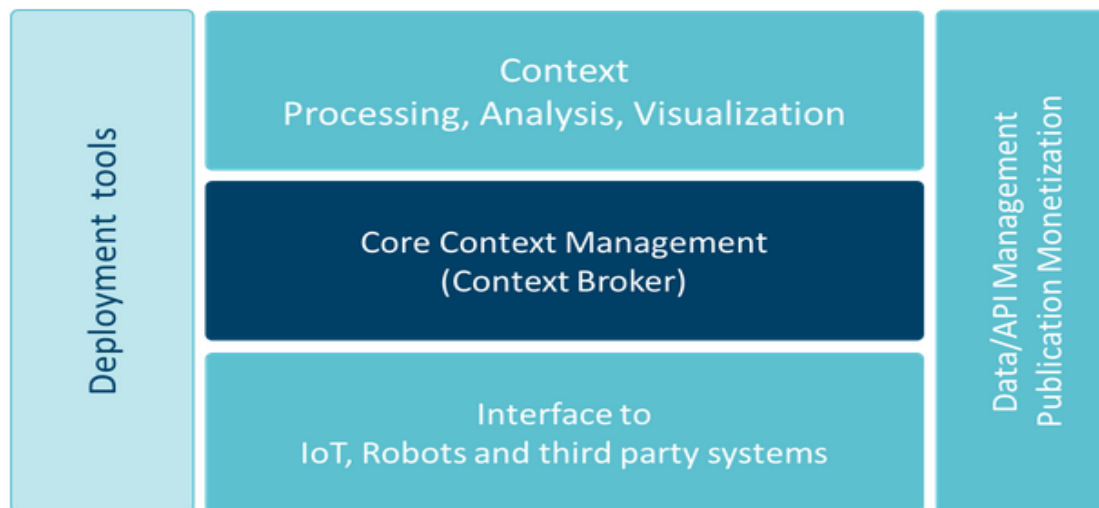 Deployment tools
Context
Processing, Analysis, Visualization
Core Context Management
(Context Broker)
Interface to
IoT, Robots and third party systems
Data/API Management
Publication Monetization